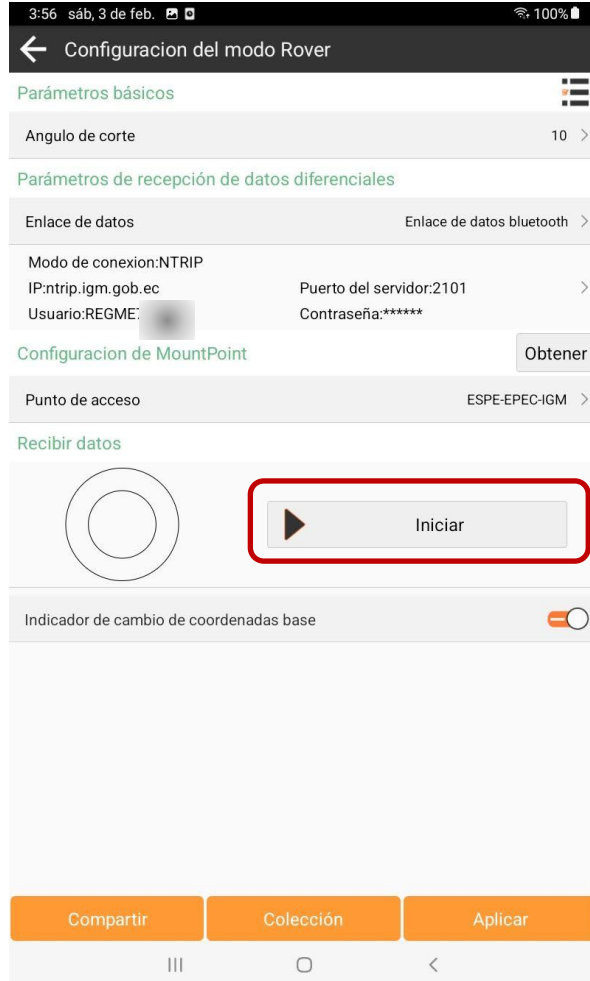 3:56 sáb, 3 de feb. 100%
Configuracion del modo Rover
Parámetros básicos
Angulo de corte 10
Parámetros de recepción de datos diferenciales
Enlace de datos Enlace de datos bluetooth
Modo de conexion:NTRIP
IP:ntrip.igm.gob.ec Puerto del servidor:2101
Usuario:REGME Contraseña:******
Configuracion de MountPoint Obtener
Punto de acceso ESPE-EPEC-IGM
Recibir datos
Iniciar
Indicador de cambio de coordenadas base
Compartir Colección Aplicar